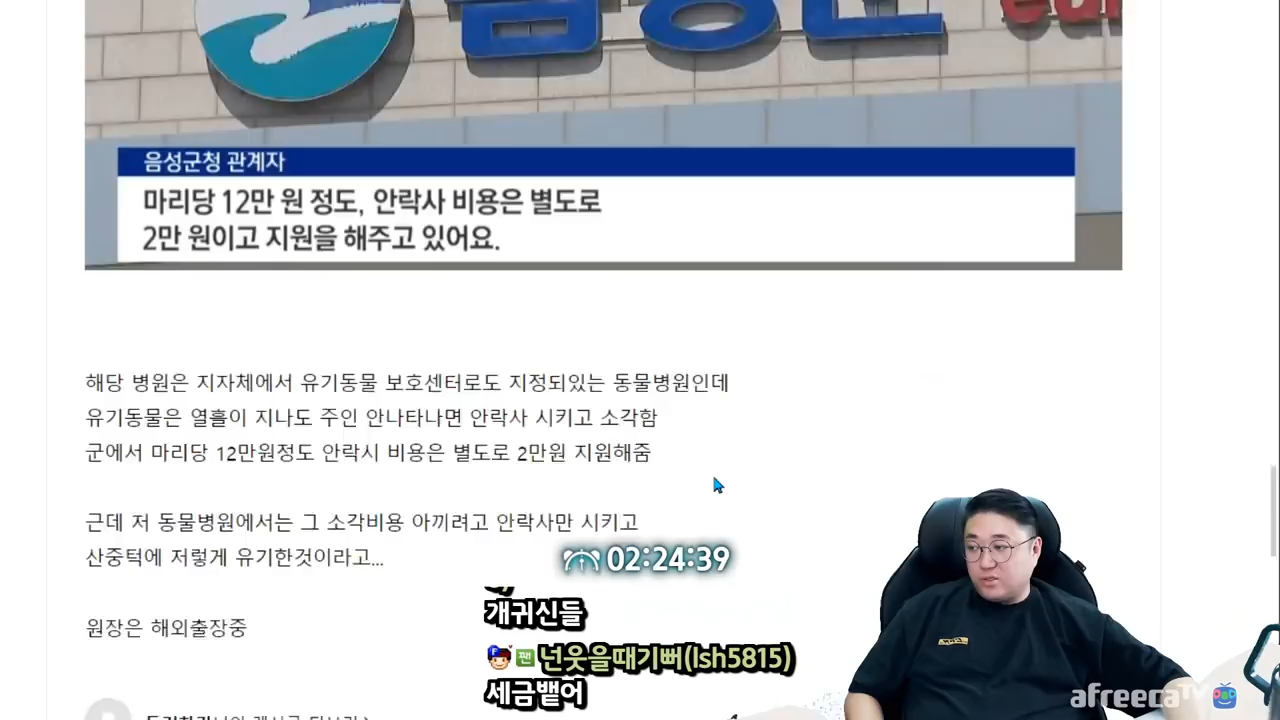 음성군
음성군청 관계자
마리당 12만 원 정도, 안락사 비용은 별도로
2만 원이고 지원을 해주고 있어요.
해당 병원은 지자체에서 유기동물 보호센터로도 지정되있는 동물병원인데
유기동물은 열흘이 지나도 주인 안나타나면 안락사 시키고 소각함
군에서 마리당 12만원정도 안락시 비용은 별도로 2만원 지원해줌
근데 저 동물병원에서는 그 소각비용 아끼려고 안락사만 시키고
산중턱에 저렇게 유기한것이라고...
02:24:39
개귀신들
팬 넌웃을때기뻐(lsh5815)
세금뱉어
원장은 해외출장중
afreecaTV